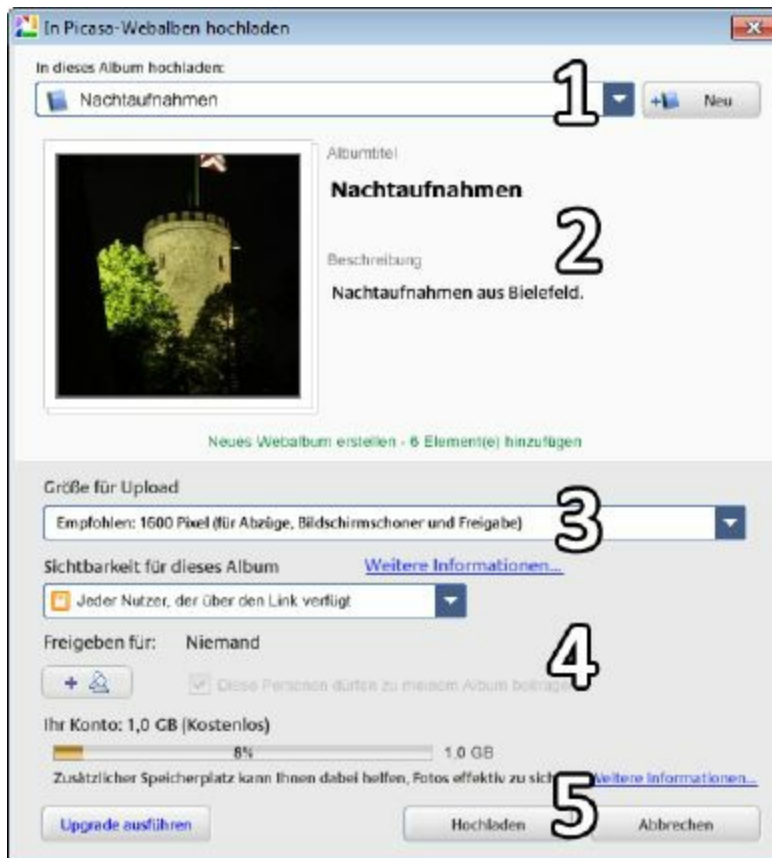 In Picasa-Webalben hochladen
In dieses Album hochladen:
Nachtaufnahmen
1
Neu
Albumtitel
Nachtaufnahmen
2
Beschreibung
Nachtaufnahmen aus Bielefeld.
Neues Webalbum erstellen - 6 Element(e) hinzufügen
Größe für Upload
Empfohlen: 1600 Pixel (für Abzüge, Bildschirmschoner und Freigabe)
3
Sichtbarkeit für dieses Album Weitere Informationen...
Jeder Nutzer, der über den Link verfügt
Freigeben für: Niemand
4
Diese Personen dürfen zu meinem Album
Ihr Konto: 1,0 GB (Kostenlos)
8% 1.0 GB
Zusätzlicher Speicherplatz kann Ihnen dabei helfen, Fotos effektiv zu Weitere Informationen...
5
Upgrade ausführen Hochladen Abbrechen